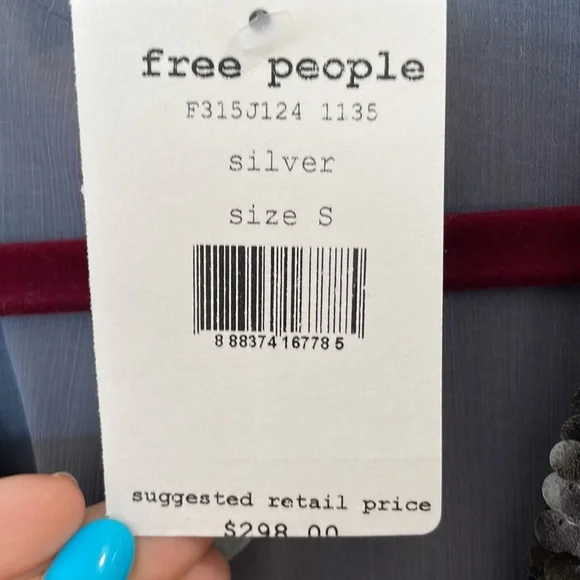 free people
F315J124 1135
silver
size S
8 88374 16778 5
suggested retail price
$298.00